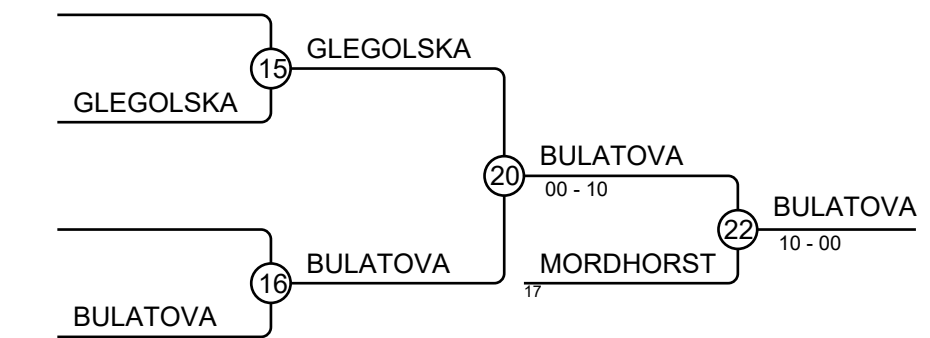 GLEGOLSKA
15
GLEGOLSKA
BULATOVA
20
00 - 10
BULATOVA
22
10 - 00
BULATOVA
16
MORDHORST
17
BULATOVA